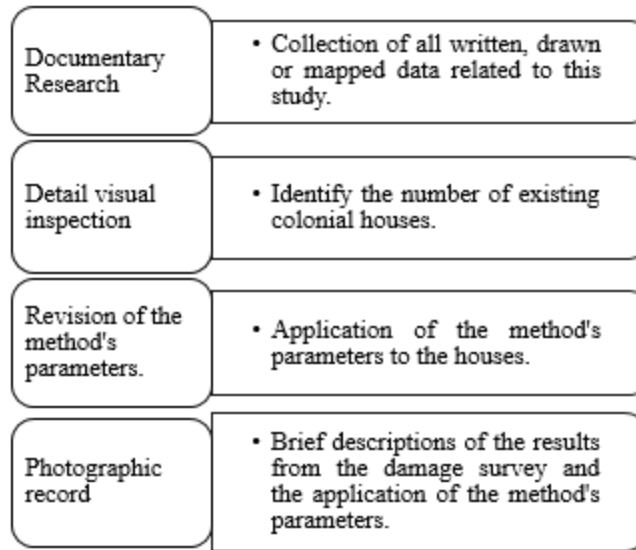 Documentary
Research
• Collection of all written, drawn
or mapped data related to this
study.
Detail visual
inspection
• Identify the number of existing
colonial houses.
Revision of the
method's
parameters.
• Application of the method's
parameters to the houses.
Photographic
record
• Brief descriptions of the results
from the damage survey and
the application of the method's
parameters.